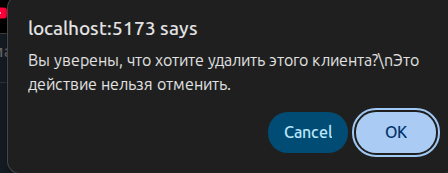 localhost:5173 says
Вы уверены, что хотите удалить этого клиента?\nЭто
действие нельзя отменить.
Cancel
OK